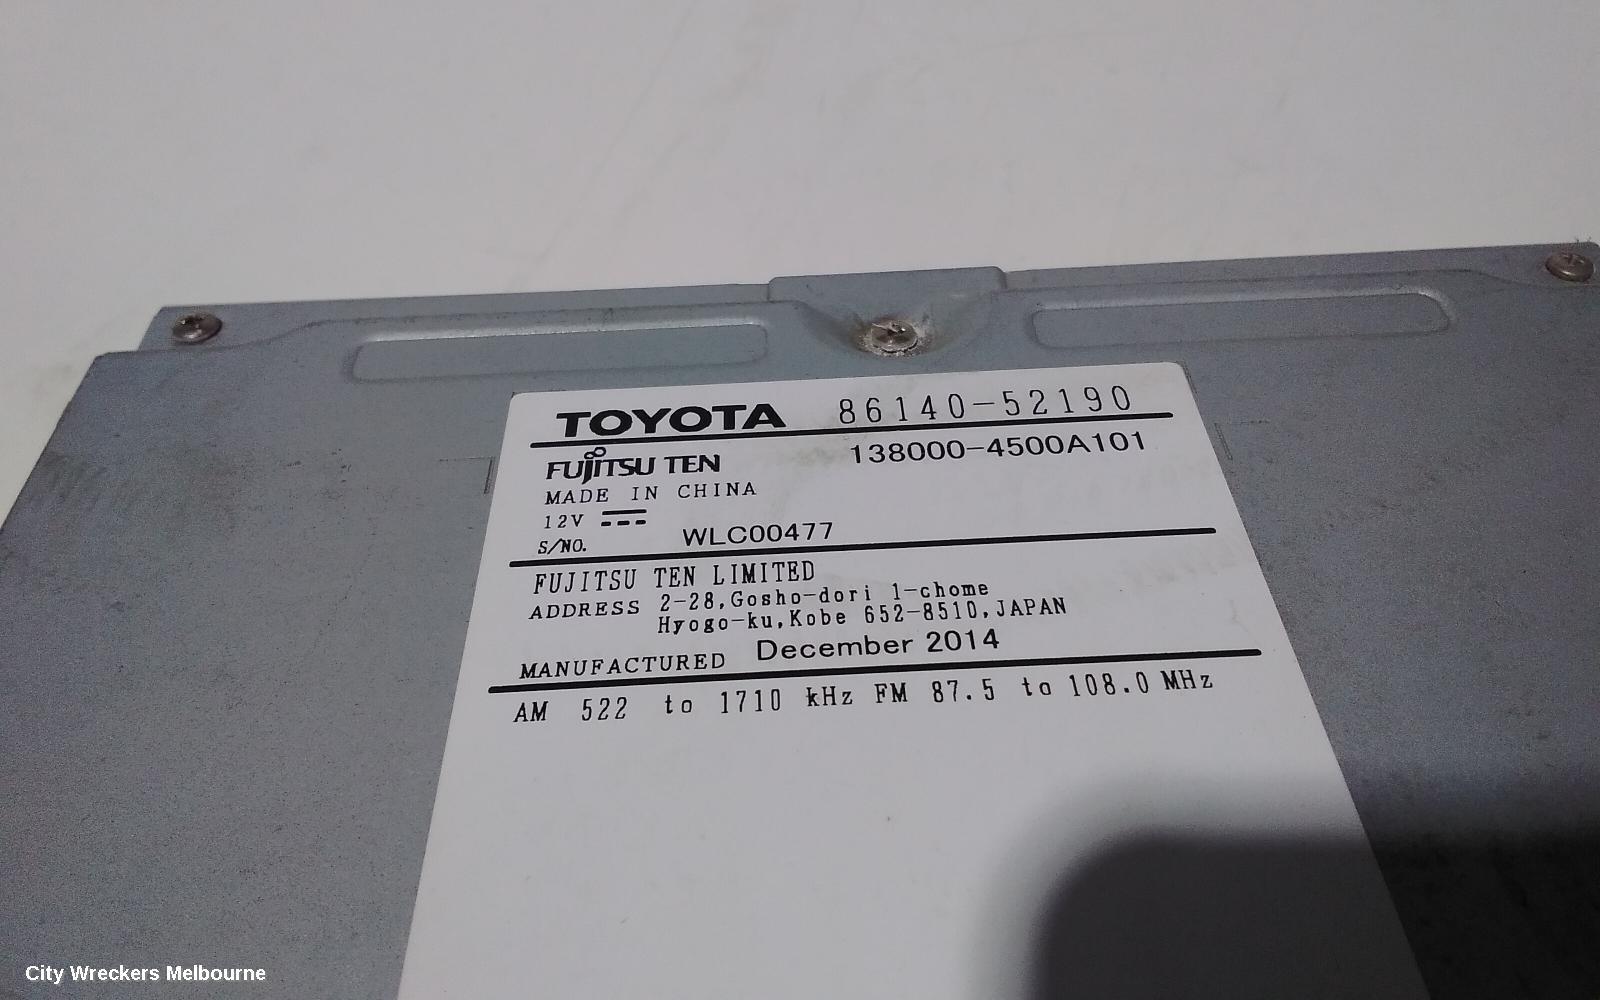 TOYOTA 86140-52190
FUJITSU TEN 138000-4500A101
MADE IN CHINA
12V
S/NO. WLC00477
FUJITSU TEN LIMITED
ADDRESS 2-28,Gosho-dori 1-chome
Hyogo-ku,Kobe 652-8510,JAPAN
MANUFACTURED December 2014
AM 522 to 1710 kHz FM 87.5 to 108.0 MHz
City Wreckers Melbourne